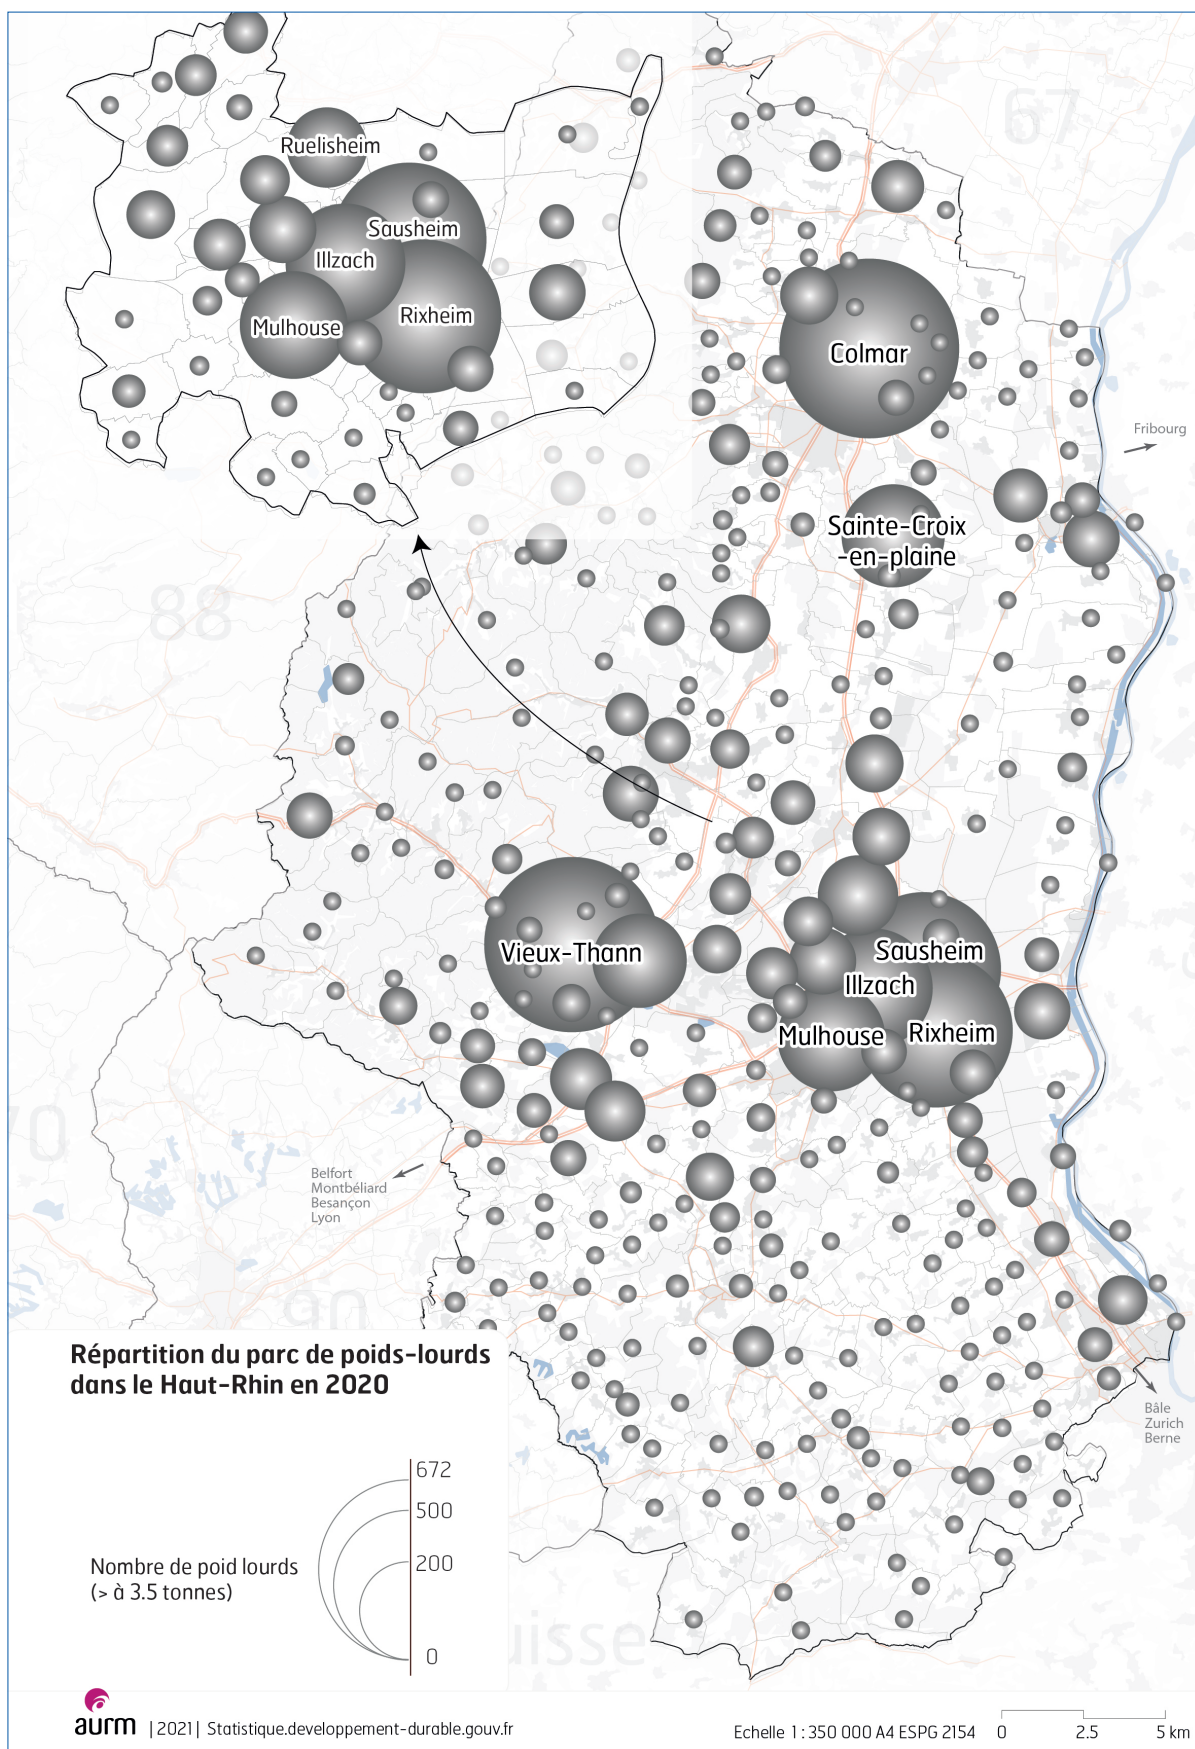 67
Ruelisheim
Sausheim
Illzach
Rixheim
Mulhouse
Colmar
Fribourg
Sainte-Croix
-en-plaine
88
Vieux-Thann
Sausheim
Illzach
Mulhouse
Rixheim
70
Belfort
Montbéliard
Besançon
Lyon
90
Répartition du parc de poids-lourds
dans le Haut-Rhin en 2020
Bâle
Zurich
Berne
672
500
200
0
Nombre de poid lourds
(> à 3.5 tonnes)
uisse
aurm | 2021 | Statistique.developpement-durable.gouv.fr
Echelle 1 : 350 000 A4 ESPG 2154
0 2.5 5 km